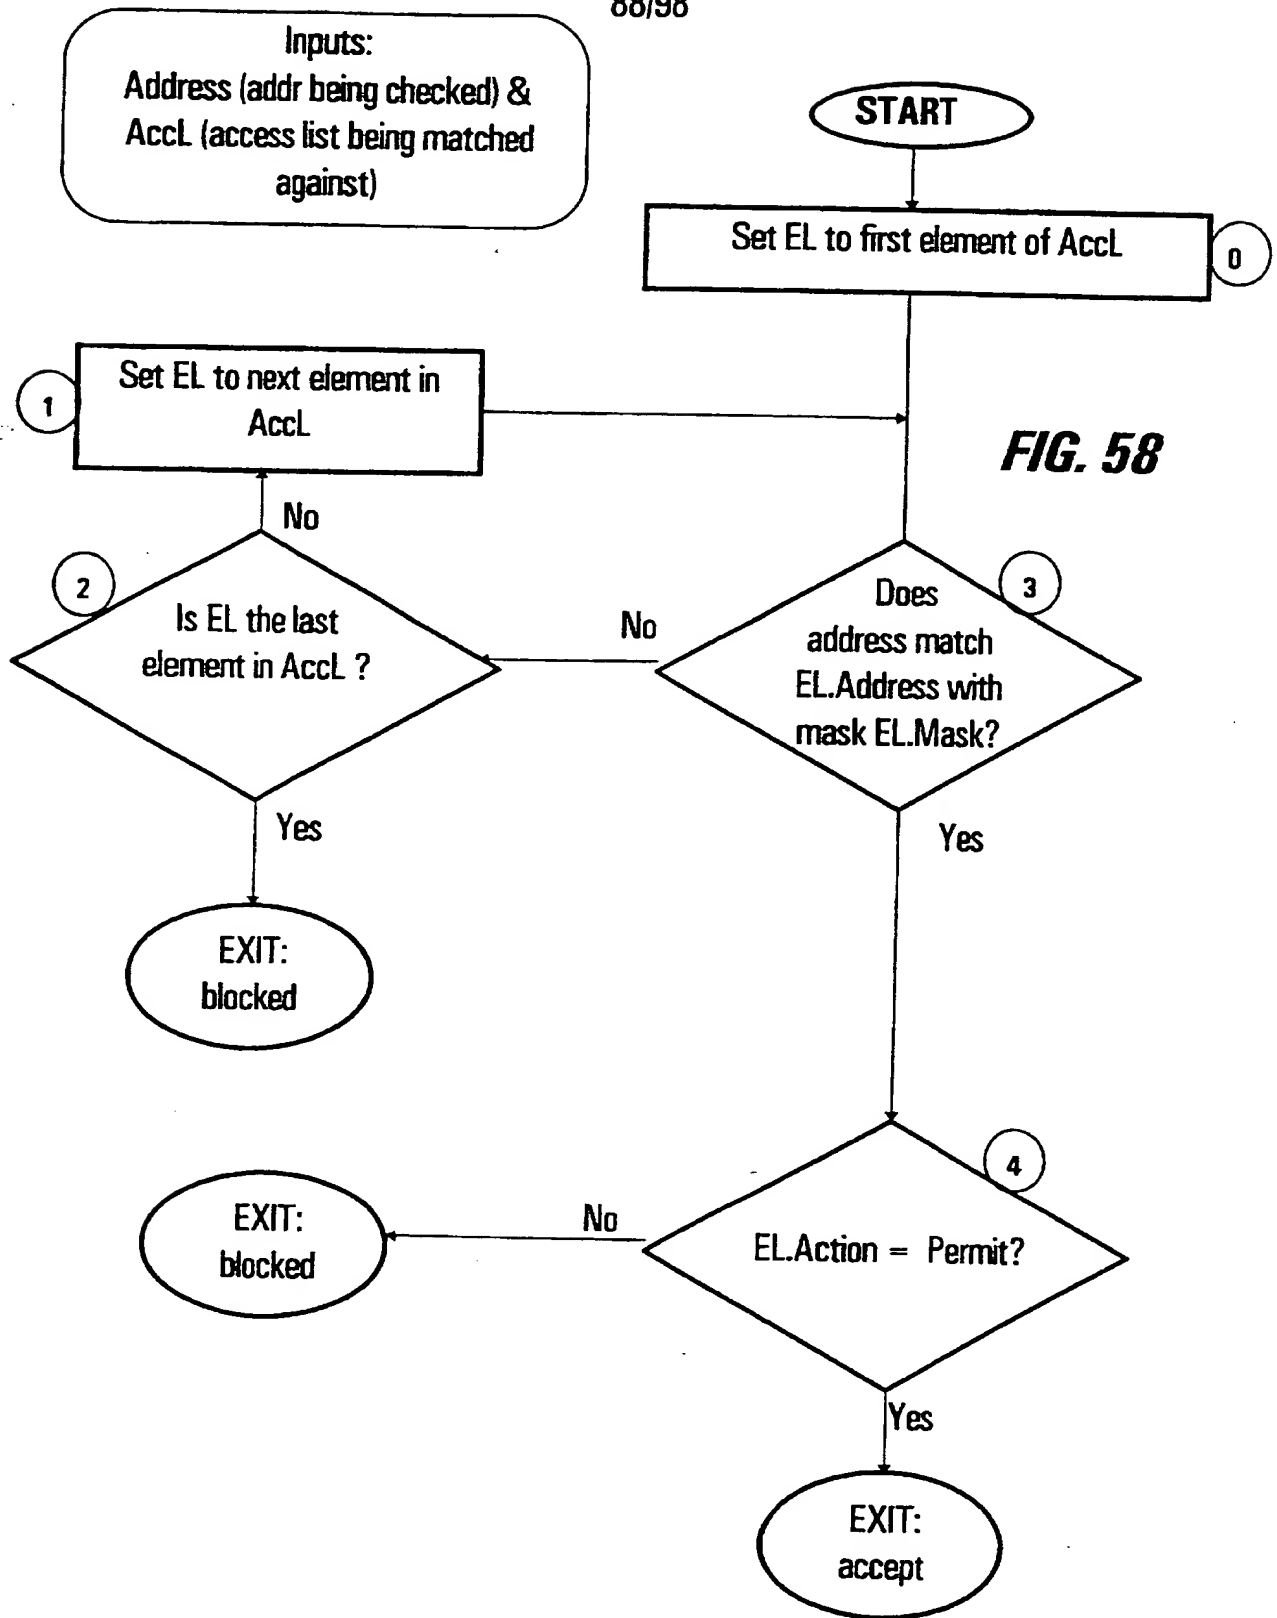 88/98
Inputs:
Address (addr being checked) &
AccL (access list being matched
against)
START
Set EL to first element of AccL
0
Set EL to next element in
AccL
1
FIG. 58
No
2
Is EL the last
element in AccL ?
No
3
Does
address match
EL.Address with
mask EL.Mask?
Yes
Yes
EXIT:
blocked
4
EXIT:
blocked
No
EL.Action = Permit?
Yes
EXIT:
accept